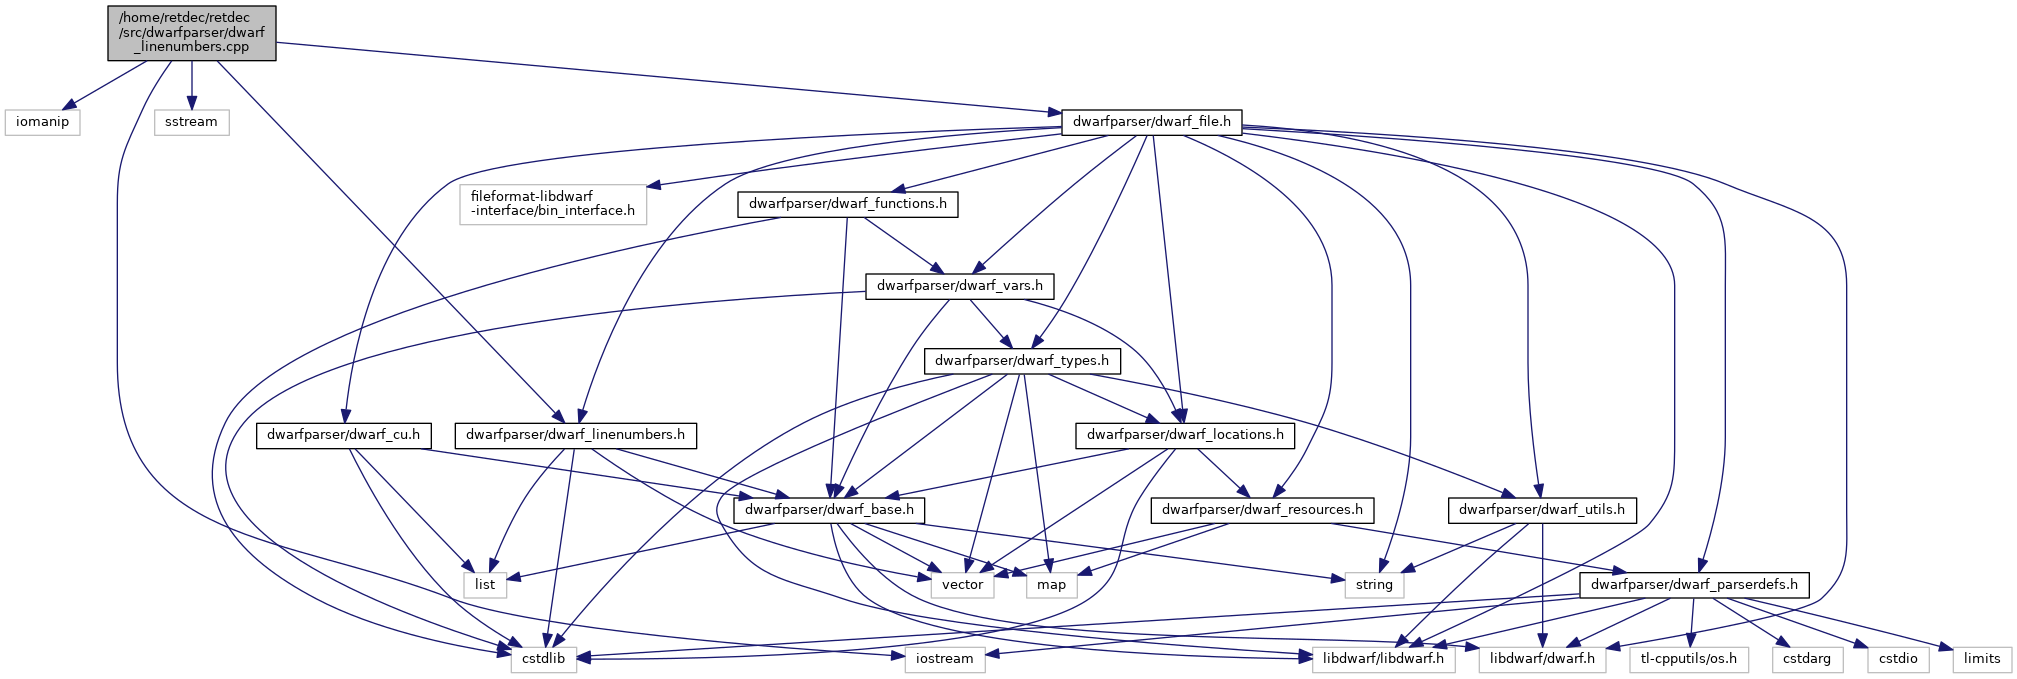 /home/retdec/retdec
/src/dwarfparser/dwarf
_linenumbers.cpp
iomanip
sstream
dwarfparser/dwarf_file.h
fileformat-libdwarf
-interface/bin_interface.h
dwarfparser/dwarf_functions.h
dwarfparser/dwarf_vars.h
dwarfparser/dwarf_types.h
dwarfparser/dwarf_cu.h
dwarfparser/dwarf_linenumbers.h
dwarfparser/dwarf_locations.h
dwarfparser/dwarf_base.h
dwarfparser/dwarf_resources.h
dwarfparser/dwarf_utils.h
list
vector
map
string
dwarfparser/dwarf_parserdefs.h
cstdlib
iostream
libdwarf/libdwarf.h
libdwarf/dwarf.h
tl-cpputils/os.h
cstdarg
cstdio
limits